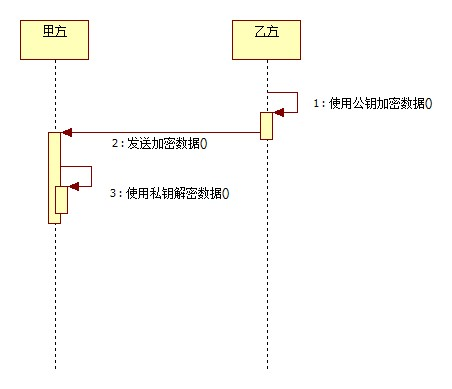 甲方
乙方
1 : 使用公钥加密数据()
2 : 发送加密数据()
3 : 使用私钥解密数据()